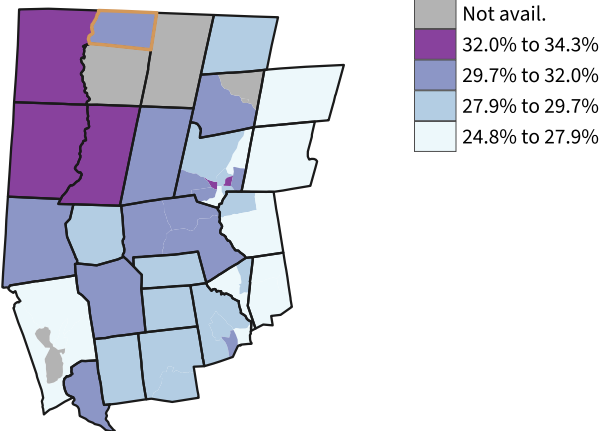 Not avail.
32.0% to 34.3%
29.7% to 32.0%
27.9% to 29.7%
24.8% to 27.9%